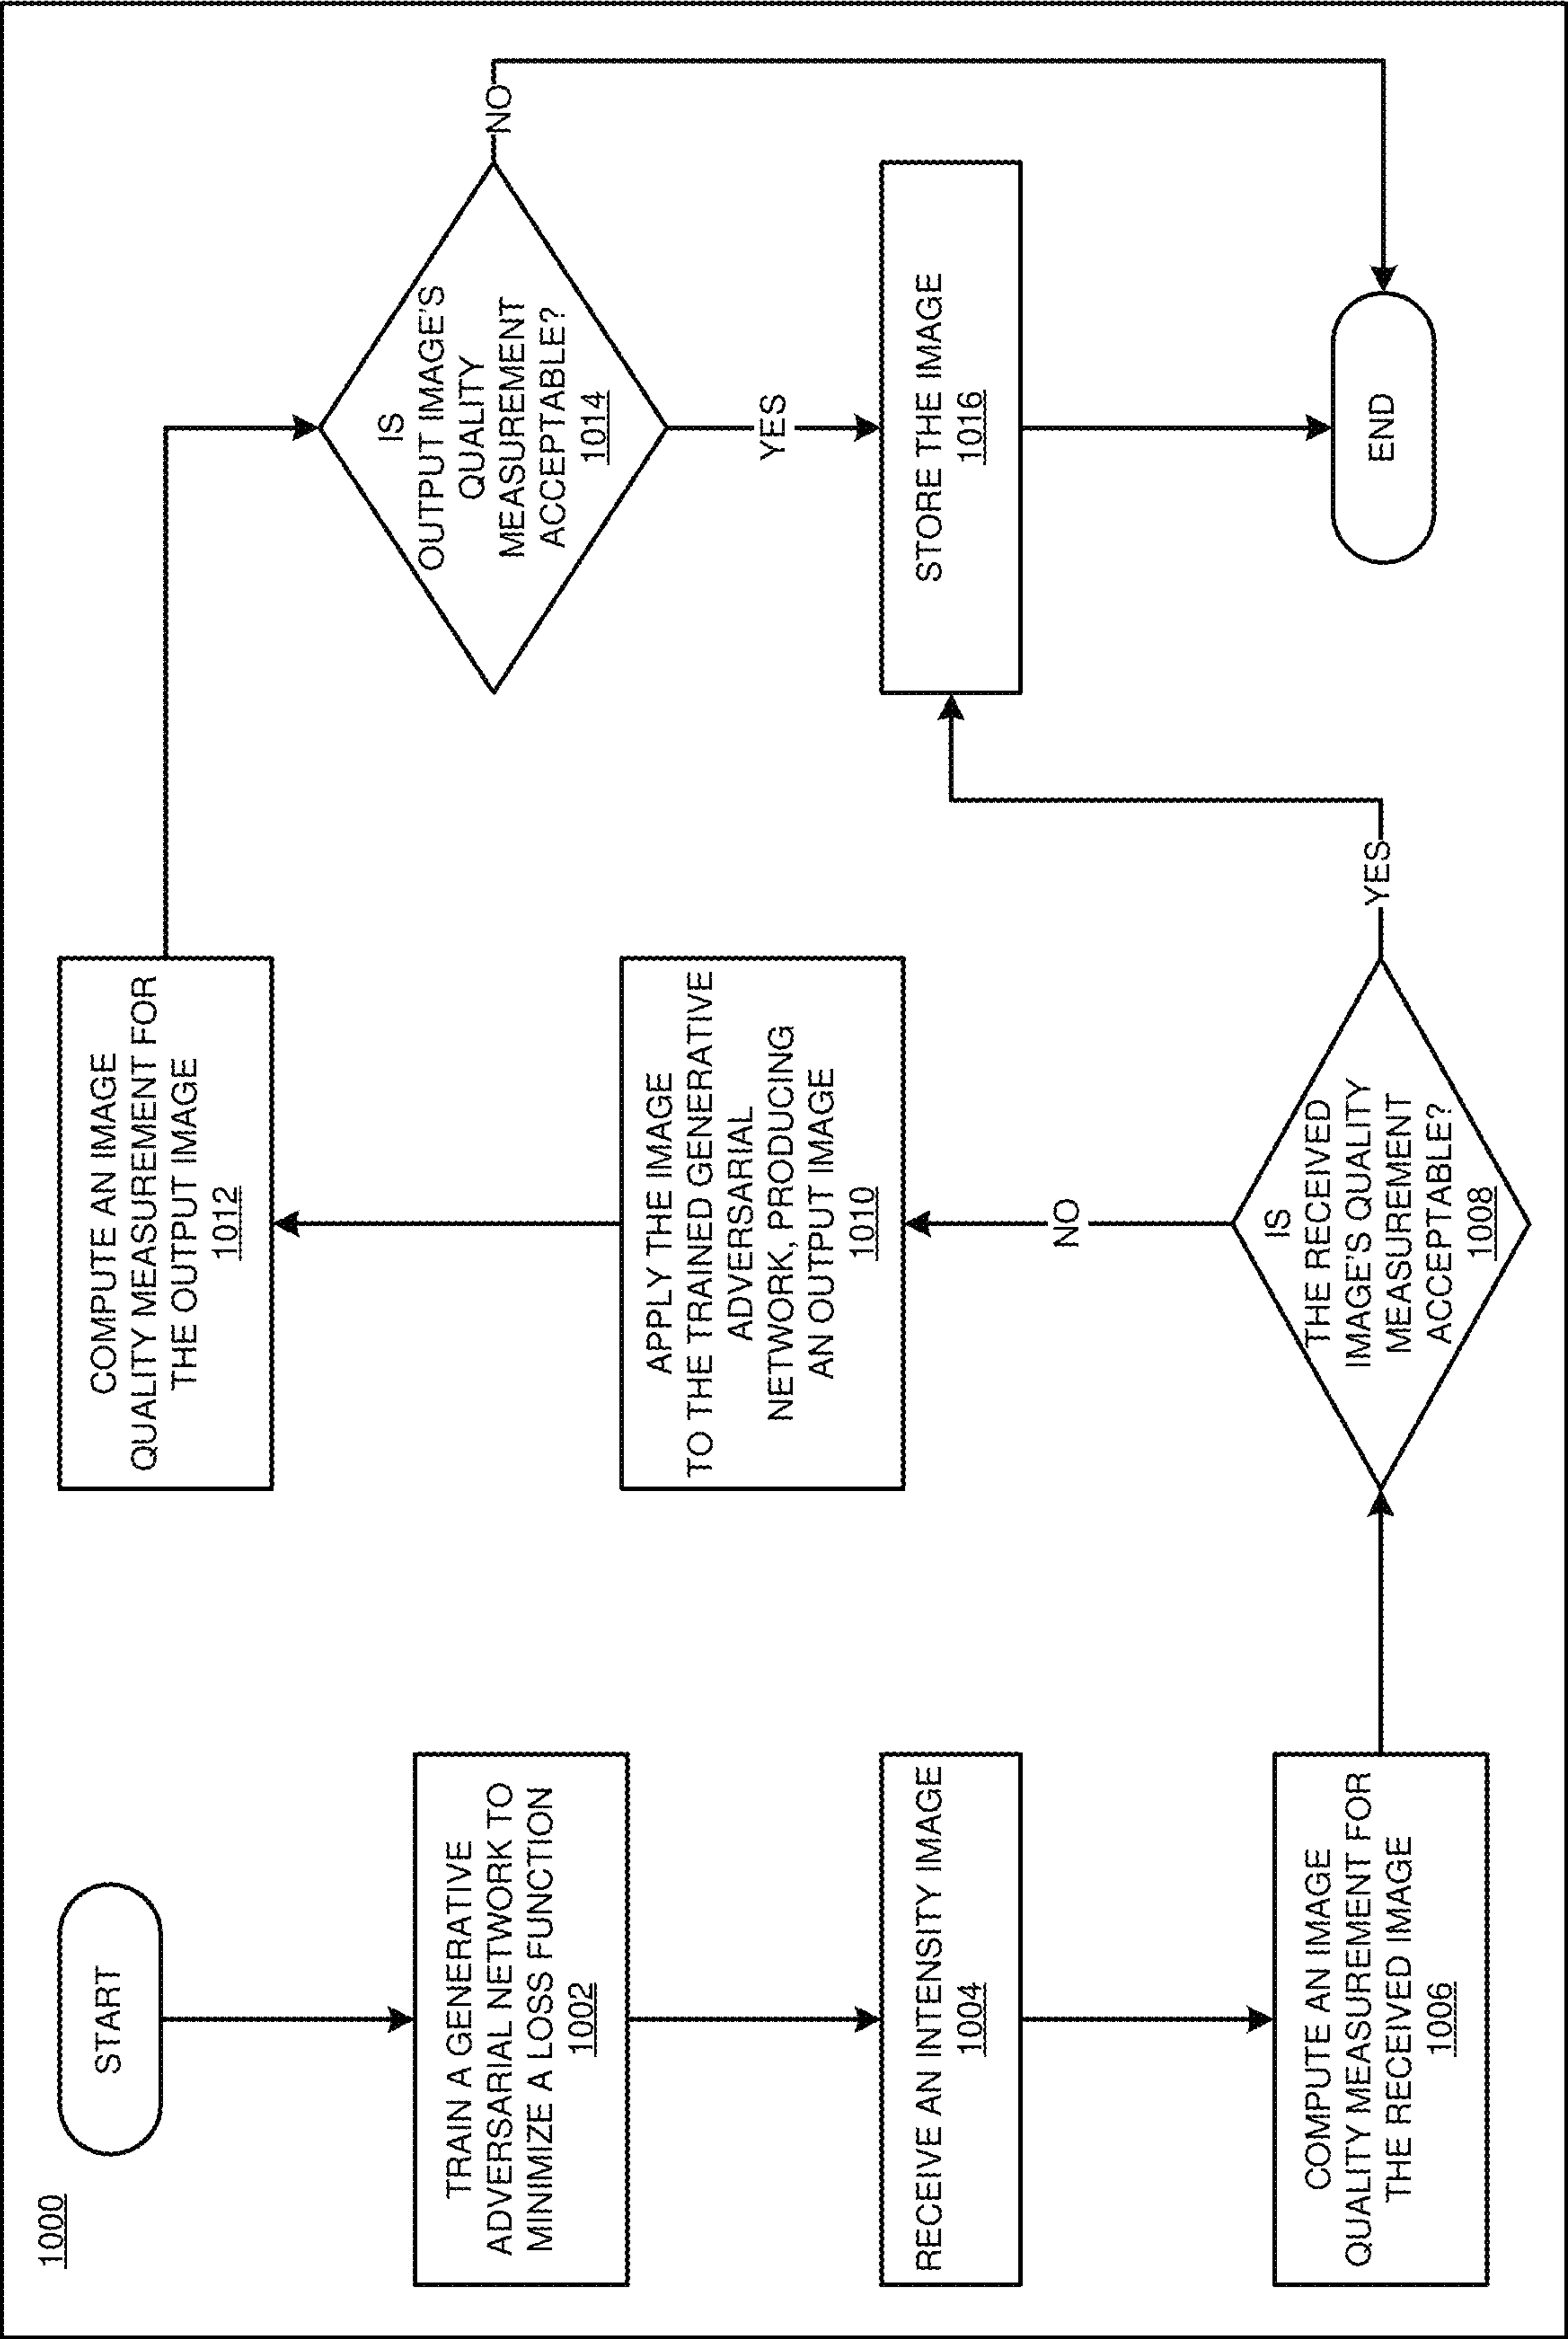 1000
START
TRAIN A GENERATIVE
ADVERSARIAL NETWORK TO
MINIMIZE A LOSS FUNCTION
1002
RECEIVE AN INTENSITY IMAGE
1004
COMPUTE AN IMAGE
QUALITY MEASUREMENT FOR
THE RECEIVED IMAGE
1006
IS
THE RECEIVED
IMAGE'S QUALITY
MEASUREMENT
ACCEPTABLE?
1008
NO
YES
APPLY THE IMAGE
TO THE TRAINED GENERATIVE
ADVERSARIAL
NETWORK, PRODUCING
AN OUTPUT IMAGE
1010
COMPUTE AN IMAGE
QUALITY MEASUREMENT FOR
THE OUTPUT IMAGE
1012
IS
OUTPUT IMAGE'S
QUALITY
MEASUREMENT
ACCEPTABLE?
1014
NO
YES
STORE THE IMAGE
1016
END